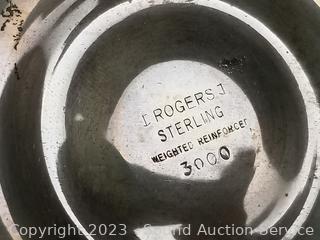 [ROGERS]
STERLING
WEIGHTED REINFORCED
3000
Copyright 2023 - Sound Auction Service